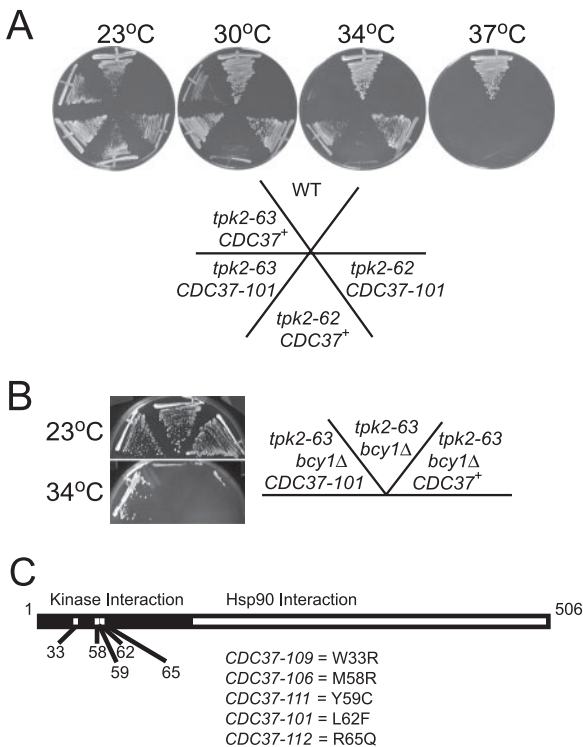 A
23°C 30°C 34°C 37°C
WT
tpk2-63
CDC37+
tpk2-63
CDC37-101
tpk2-62
CDC37-101
tpk2-62
CDC37+
B
23°C
34°C
tpk2-63
bcy1Δ
CDC37-101
tpk2-63
bcy1Δ
tpk2-63
bcy1Δ
CDC37+
C
Kinase Interaction Hsp90 Interaction
1 506
33 58 62
59 65
CDC37-109 = W33R
CDC37-106 = M58R
CDC37-111 = Y59C
CDC37-101 = L62F
CDC37-112 = R65Q